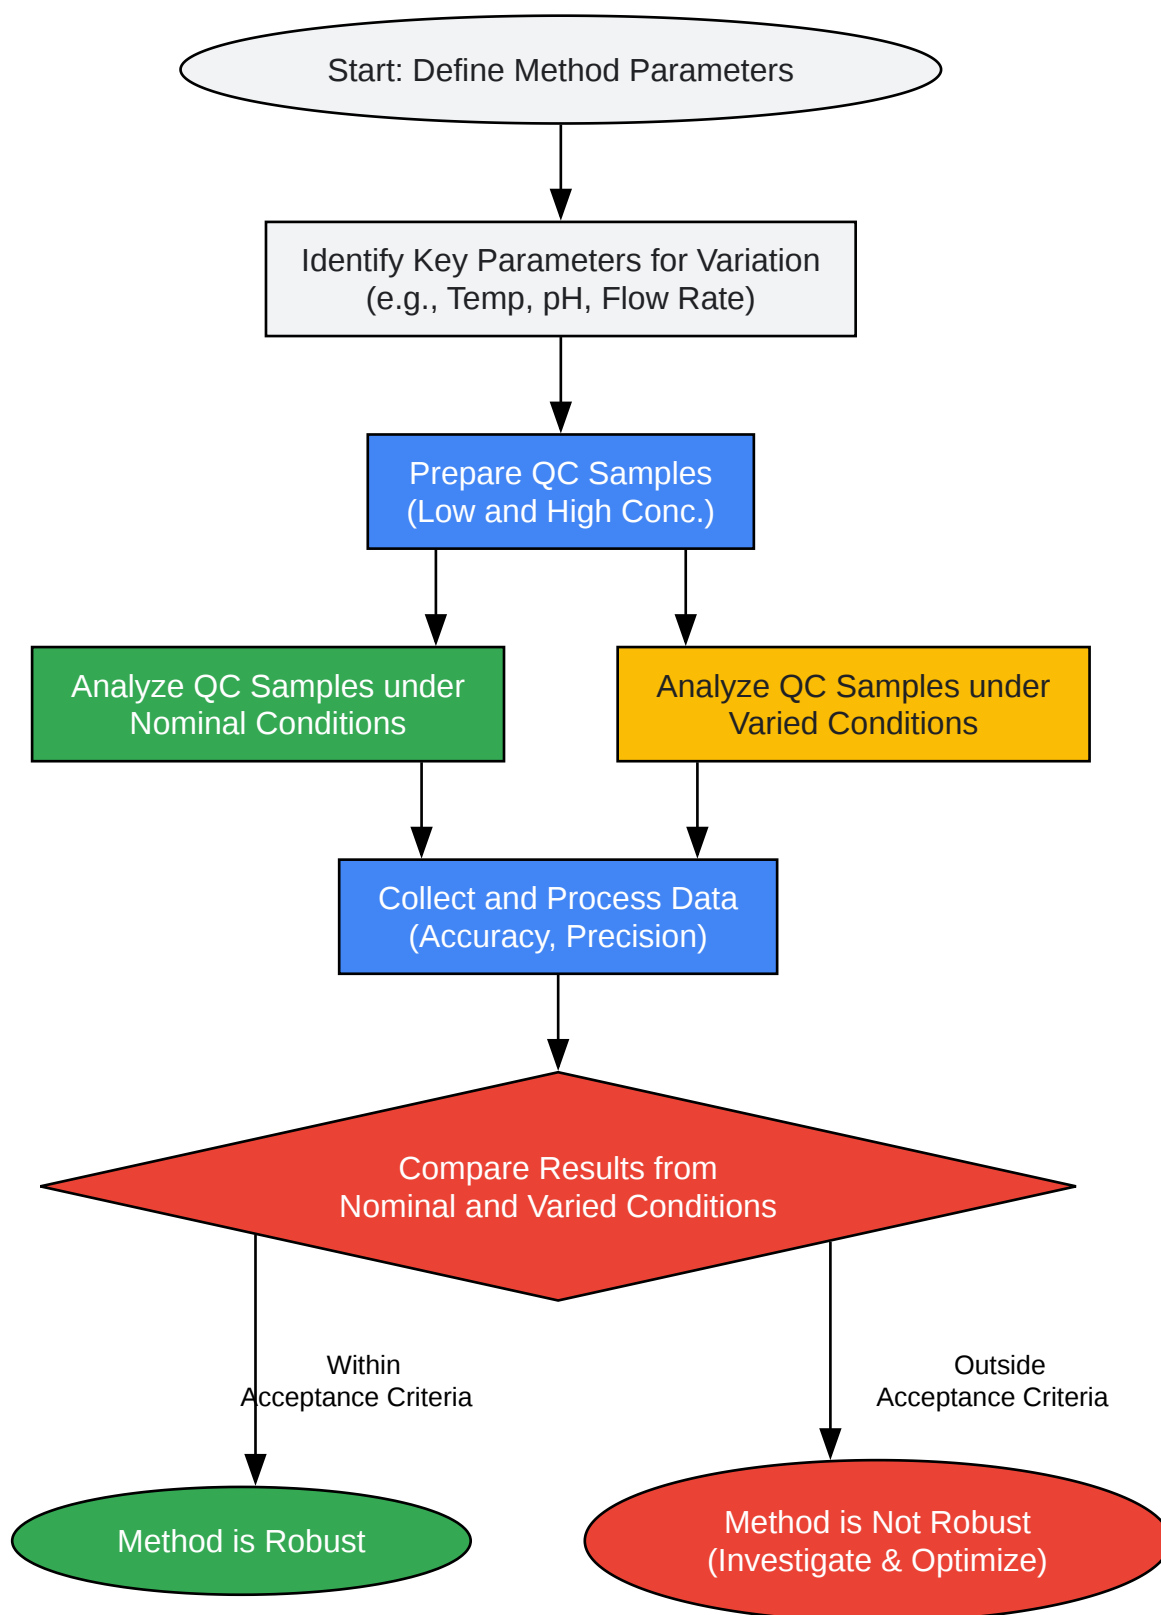 Start: Define Method Parameters
Identify Key Parameters for Variation
(e.g., Temp, pH, Flow Rate)
Prepare QC Samples
(Low and High Conc.)
Analyze QC Samples under
Nominal Conditions
Analyze QC Samples under
Varied Conditions
Collect and Process Data
(Accuracy, Precision)
Compare Results from
Nominal and Varied Conditions
Within
Acceptance Criteria
Outside
Acceptance Criteria
Method is Robust
Method is Not Robust
(Investigate & Optimize)